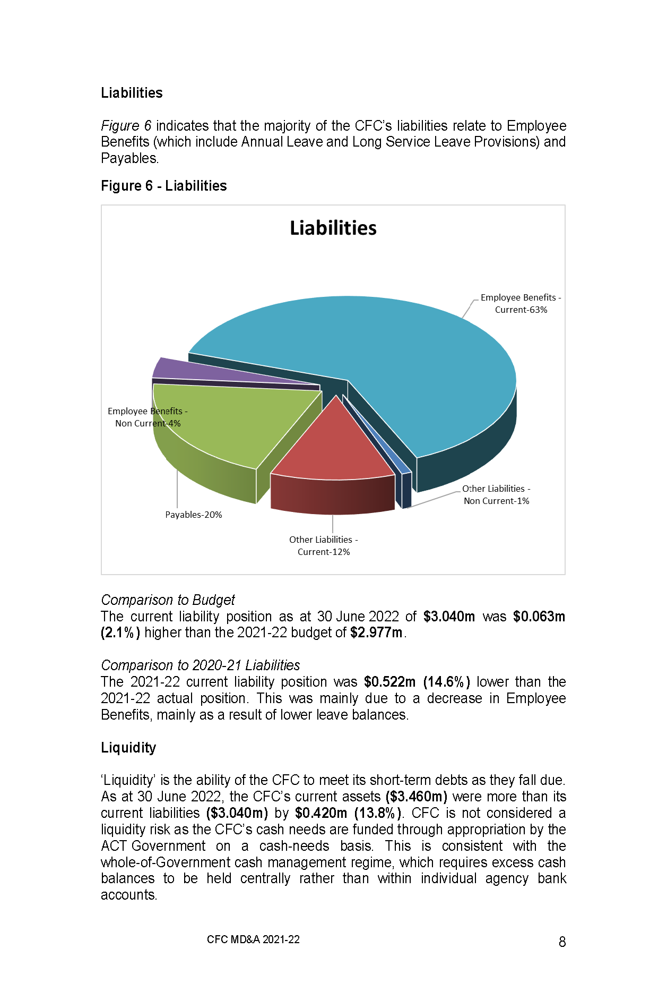 Liabilities
Figure 6 indicates that the majority of the CFC’s liabilities relate to Employee
Benefits (which include Annual Leave and Long Service Leave Provisions) and
Payables.
Figure 6 - Liabilities
Liabilities
Employee Benefits -
Current-63%
Employee Benefits -
Non Current-4%
Other Liabilities -
Non Current-1%
Payables-20%
Other Liabilities -
Current-12%
Comparison to Budget
The current liability position as at 30 June 2022 of $3.040m was $0.063m
(2.1%) higher than the 2021-22 budget of $2.977m.
Comparison to 2020-21 Liabilities
The 2021-22 current liability position was $0.522m (14.6%) lower than the
2021-22 actual position. This was mainly due to a decrease in Employee
Benefits, mainly as a result of lower leave balances.
Liquidity
‘Liquidity’ is the ability of the CFC to meet its short-term debts as they fall due.
As at 30 June 2022, the CFC’s current assets ($3.460m) were more than its
current liabilities ($3.040m) by $0.420m (13.8%). CFC is not considered a
liquidity risk as the CFC’s cash needs are funded through appropriation by the
ACT Government on a cash-needs basis. This is consistent with the
whole-of-Government cash management regime, which requires excess cash
balances to be held centrally rather than within individual agency bank
accounts.
CFC MD&A 2021-22
8